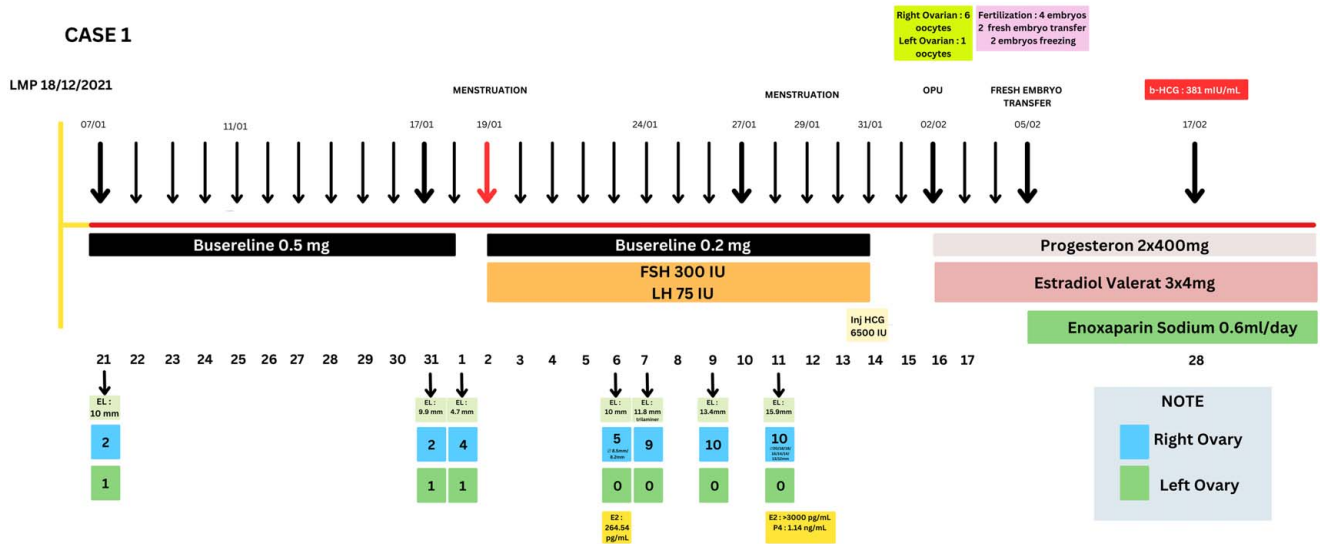 Right Ovarian : 6
oocytes
Left Ovarian : 1
oocytes
Fertilization : 4 embryos
2 fresh embryo transfer
2 embryos freezing
CASE 1
LMP 18/12/2021
MENSTRUATION
MENSTRUATION
OPU
FRESH EMBRYO
TRANSFER
b-HCG : 381 mIU/mL
07/01
11/01
17/01
19/01
24/01
27/01
29/01
31/01
02/02
05/02
17/02
Busereline 0.5 mg
Busereline 0.2 mg
Progesteron 2x400mg
FSH 300 IU
LH 75 IU
Estradiol Valerat 3x4mg
Inj HCG
6500 IU
Enoxaparin Sodium 0.6ml/day
21 22 23 24 25 26 27 28 29 30 31 1 2 3 4 5 6 7 8 9 10 11 12 13 14 15 16 17 28
EL :
10 mm
EL :
9.9 mm
EL :
4.7 mm
EL :
10 mm
EL :
11.8 mm
trilaminer
EL :
13.4mm
EL :
15.9mm
2
2
4
5
9
10
10
1
1
1
0
0
0
0
E2 :
264.54
pg/mL
E2 : >3000 pg/mL
P4 : 1.14 ng/mL
NOTE
Right Ovary
Left Ovary